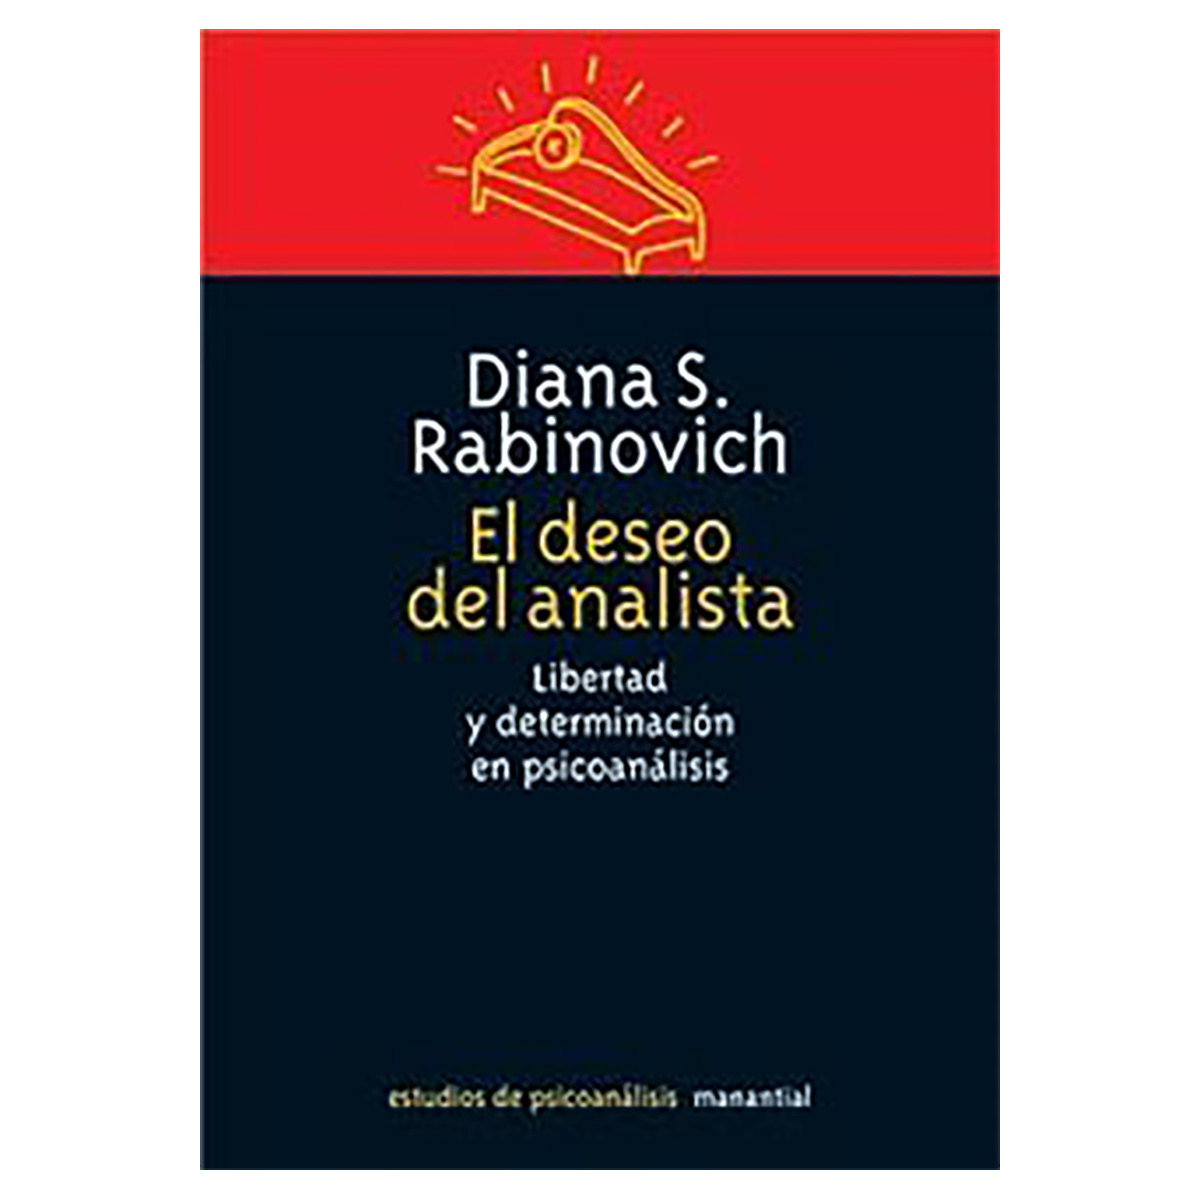 Diana S.
Rabinovich
El deseo
del analista
Libertad
y determinación
en psicoanálisis
estudios de psicoanálisis manantial